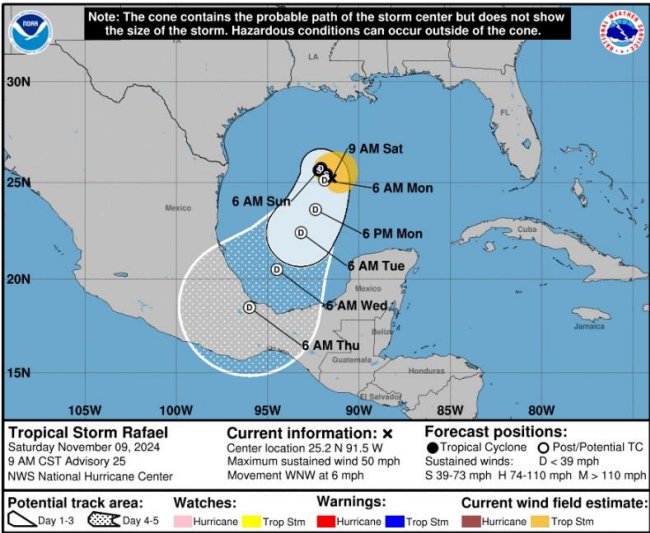 Note: The cone contains the probable path of the storm center but does not show
the size of the storm. Hazardous conditions can occur outside of the cone.
NOAA
TX
LA
30N
FL
9 AM Sat
25N
6 AM Mon
6 AM Sun
Mexico
6 PM Mon
Cuba
6 AM Tue
20N
Mexico
6 AM Wed
Belize
Jamaica
6 AM Thu
Guatemala
Honduras
15N
El Salvador
105W 100W 95W 90W 85W 80W
Tropical Storm Rafael
Saturday November 09, 2024
9 AM CST Advisory 25
NWS National Hurricane Center
Current information: x
Center location 25.2 N 91.5 W
Maximum sustained wind 50 mph
Movement WNW at 6 mph
Forecast positions:
Tropical Cyclone Post/Potential TC
Sustained winds: D < 39 mph
S 39-73 mph H 74-110 mph M > 110 mph
Potential track area:
Day 1-3 Day 4-5
Watches:
Hurricane Trop Stm
Warnings:
Hurricane Trop Stm
Current wind field estimate:
Hurricane Trop Stm